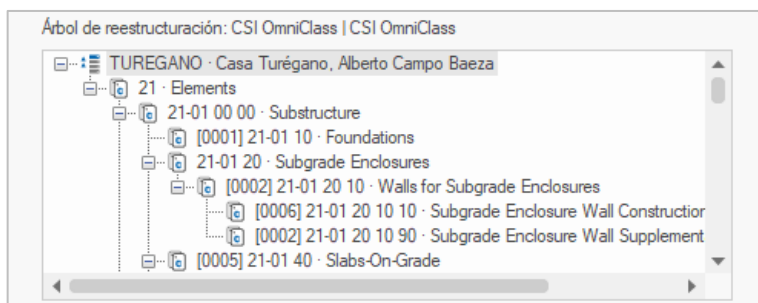 Árbol de reestructuración: CSI OmniClass | CSI OmniClass
TUREGANO · Casa Turégano, Alberto Campo Baeza
21 · Elements
21-01 00 00 · Substructure
[0001] 21-01 10 · Foundations
21-01 20 · Subgrade Enclosures
[0002] 21-01 20 10 · Walls for Subgrade Enclosures
[0006] 21-01 20 10 10 · Subgrade Enclosure Wall Construction
[0002] 21-01 20 10 90 · Subgrade Enclosure Wall Supplement
[0005] 21-01 40 · Slabs-On-Grade